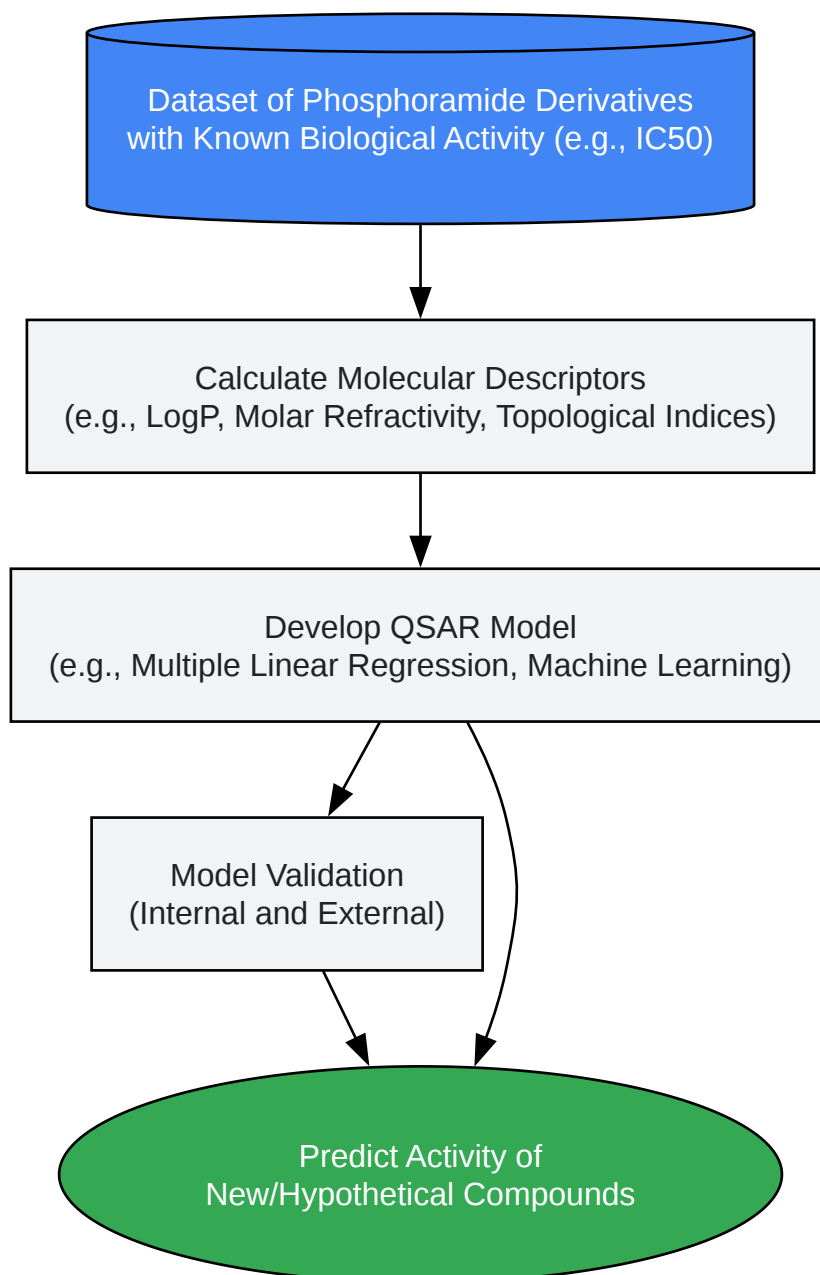 Dataset of Phosphoramide Derivatives
with Known Biological Activity (e.g., IC50)
Calculate Molecular Descriptors
(e.g., LogP, Molar Refractivity, Topological Indices)
Develop QSAR Model
(e.g., Multiple Linear Regression, Machine Learning)
Model Validation
(Internal and External)
Predict Activity of
New/Hypothetical Compounds